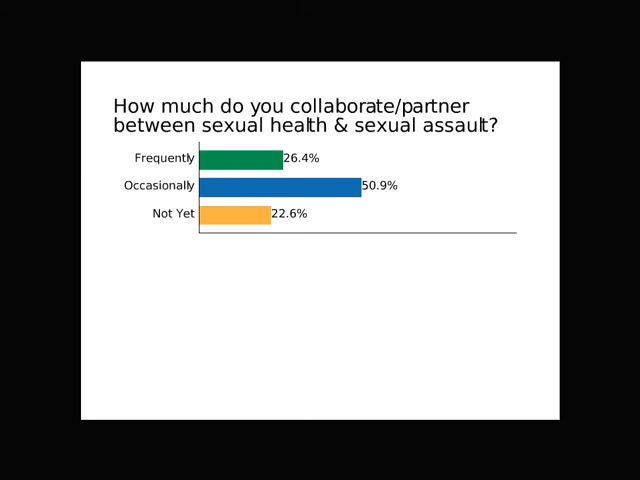 How much do you collaborate/partner
between sexual health & sexual assault?
Frequently 26.4%
Occasionally 50.9%
Not Yet 22.6%